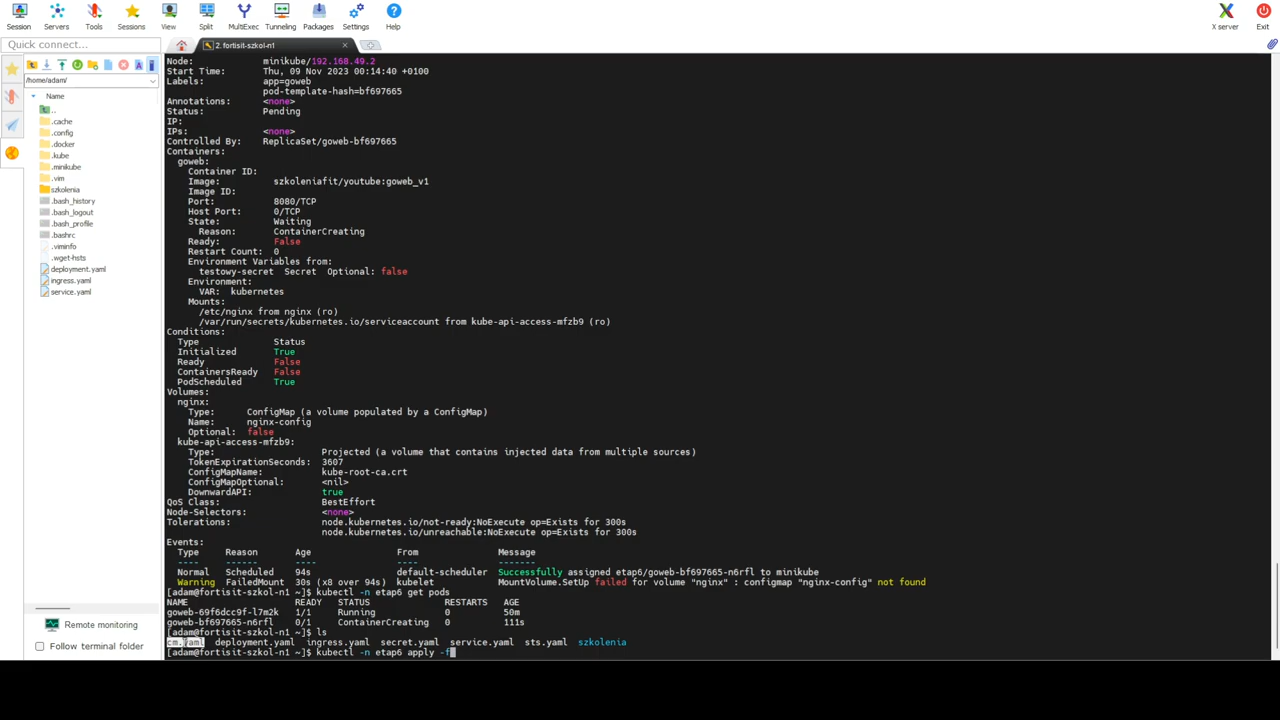 Session Servers Tools Sessions View Split MultiExec Tunneling Packages Settings Help X server Exit
Quick connect...
2. fortisit-szkol-n1
/home/adam/
Name
..
.cache
.config
.docker
.kube
.minikube
.vim
szkolenia
.bash_history
.bash_logout
.bash_profile
.bashrc
.viminfo
.wget-hsts
deployment.yaml
ingress.yaml
service.yaml
Remote monitoring
Follow terminal folder
Node: minikube/192.168.49.2
Start Time: Thu, 09 Nov 2023 00:14:40 +0100
Labels: app=goweb
pod-template-hash=bf697665
Annotations: <none>
Status: Pending
IP:
IPs: <none>
Controlled By: ReplicaSet/goweb-bf697665
Containers:
goweb:
Container ID:
Image: szkoleniafit/youtube:goweb_v1
Image ID:
Port: 8080/TCP
Host Port: 0/TCP
State: Waiting
Reason: ContainerCreating
Ready: False
Restart Count: 0
Environment Variables from:
testowy-secret Secret Optional: false
Environment:
VAR: kubernetes
Mounts:
/etc/nginx from nginx (ro)
/var/run/secrets/kubernetes.io/serviceaccount from kube-api-access-mfzb9 (ro)
Conditions:
Type Status
Initialized True
Ready False
ContainersReady False
PodScheduled True
Volumes:
nginx:
Type: ConfigMap (a volume populated by a ConfigMap)
Name: nginx-config
Optional: false
kube-api-access-mfzb9:
Type: Projected (a volume that contains injected data from multiple sources)
TokenExpirationSeconds: 3607
ConfigMapName: kube-root-ca.crt
ConfigMapOptional: <nil>
DownwardAPI: true
QoS Class: BestEffort
Node-Selectors: <none>
Tolerations: node.kubernetes.io/not-ready:NoExecute op=Exists for 300s
node.kubernetes.io/unreachable:NoExecute op=Exists for 300s
Events:
Type Reason Age From Message
---- ------ ---- ---- -------
Normal Scheduled 94s default-scheduler Successfully assigned etap6/goweb-bf697665-n6rfl to minikube
Warning FailedMount 30s (x8 over 94s) kubelet MountVolume.SetUp failed for volume "nginx" : configmap "nginx-config" not found
[adam@fortisit-szkol-n1 ~]$ kubectl -n etap6 get pods
NAME READY STATUS RESTARTS AGE
goweb-69f6dcc9f-l7m2k 1/1 Running 0 50m
goweb-bf697665-n6rfl 0/1 ContainerCreating 0 111s
[adam@fortisit-szkol-n1 ~]$ ls
cm.yaml deployment.yaml ingress.yaml secret.yaml service.yaml sts.yaml szkolenia
[adam@fortisit-szkol-n1 ~]$ kubectl -n etap6 apply -f